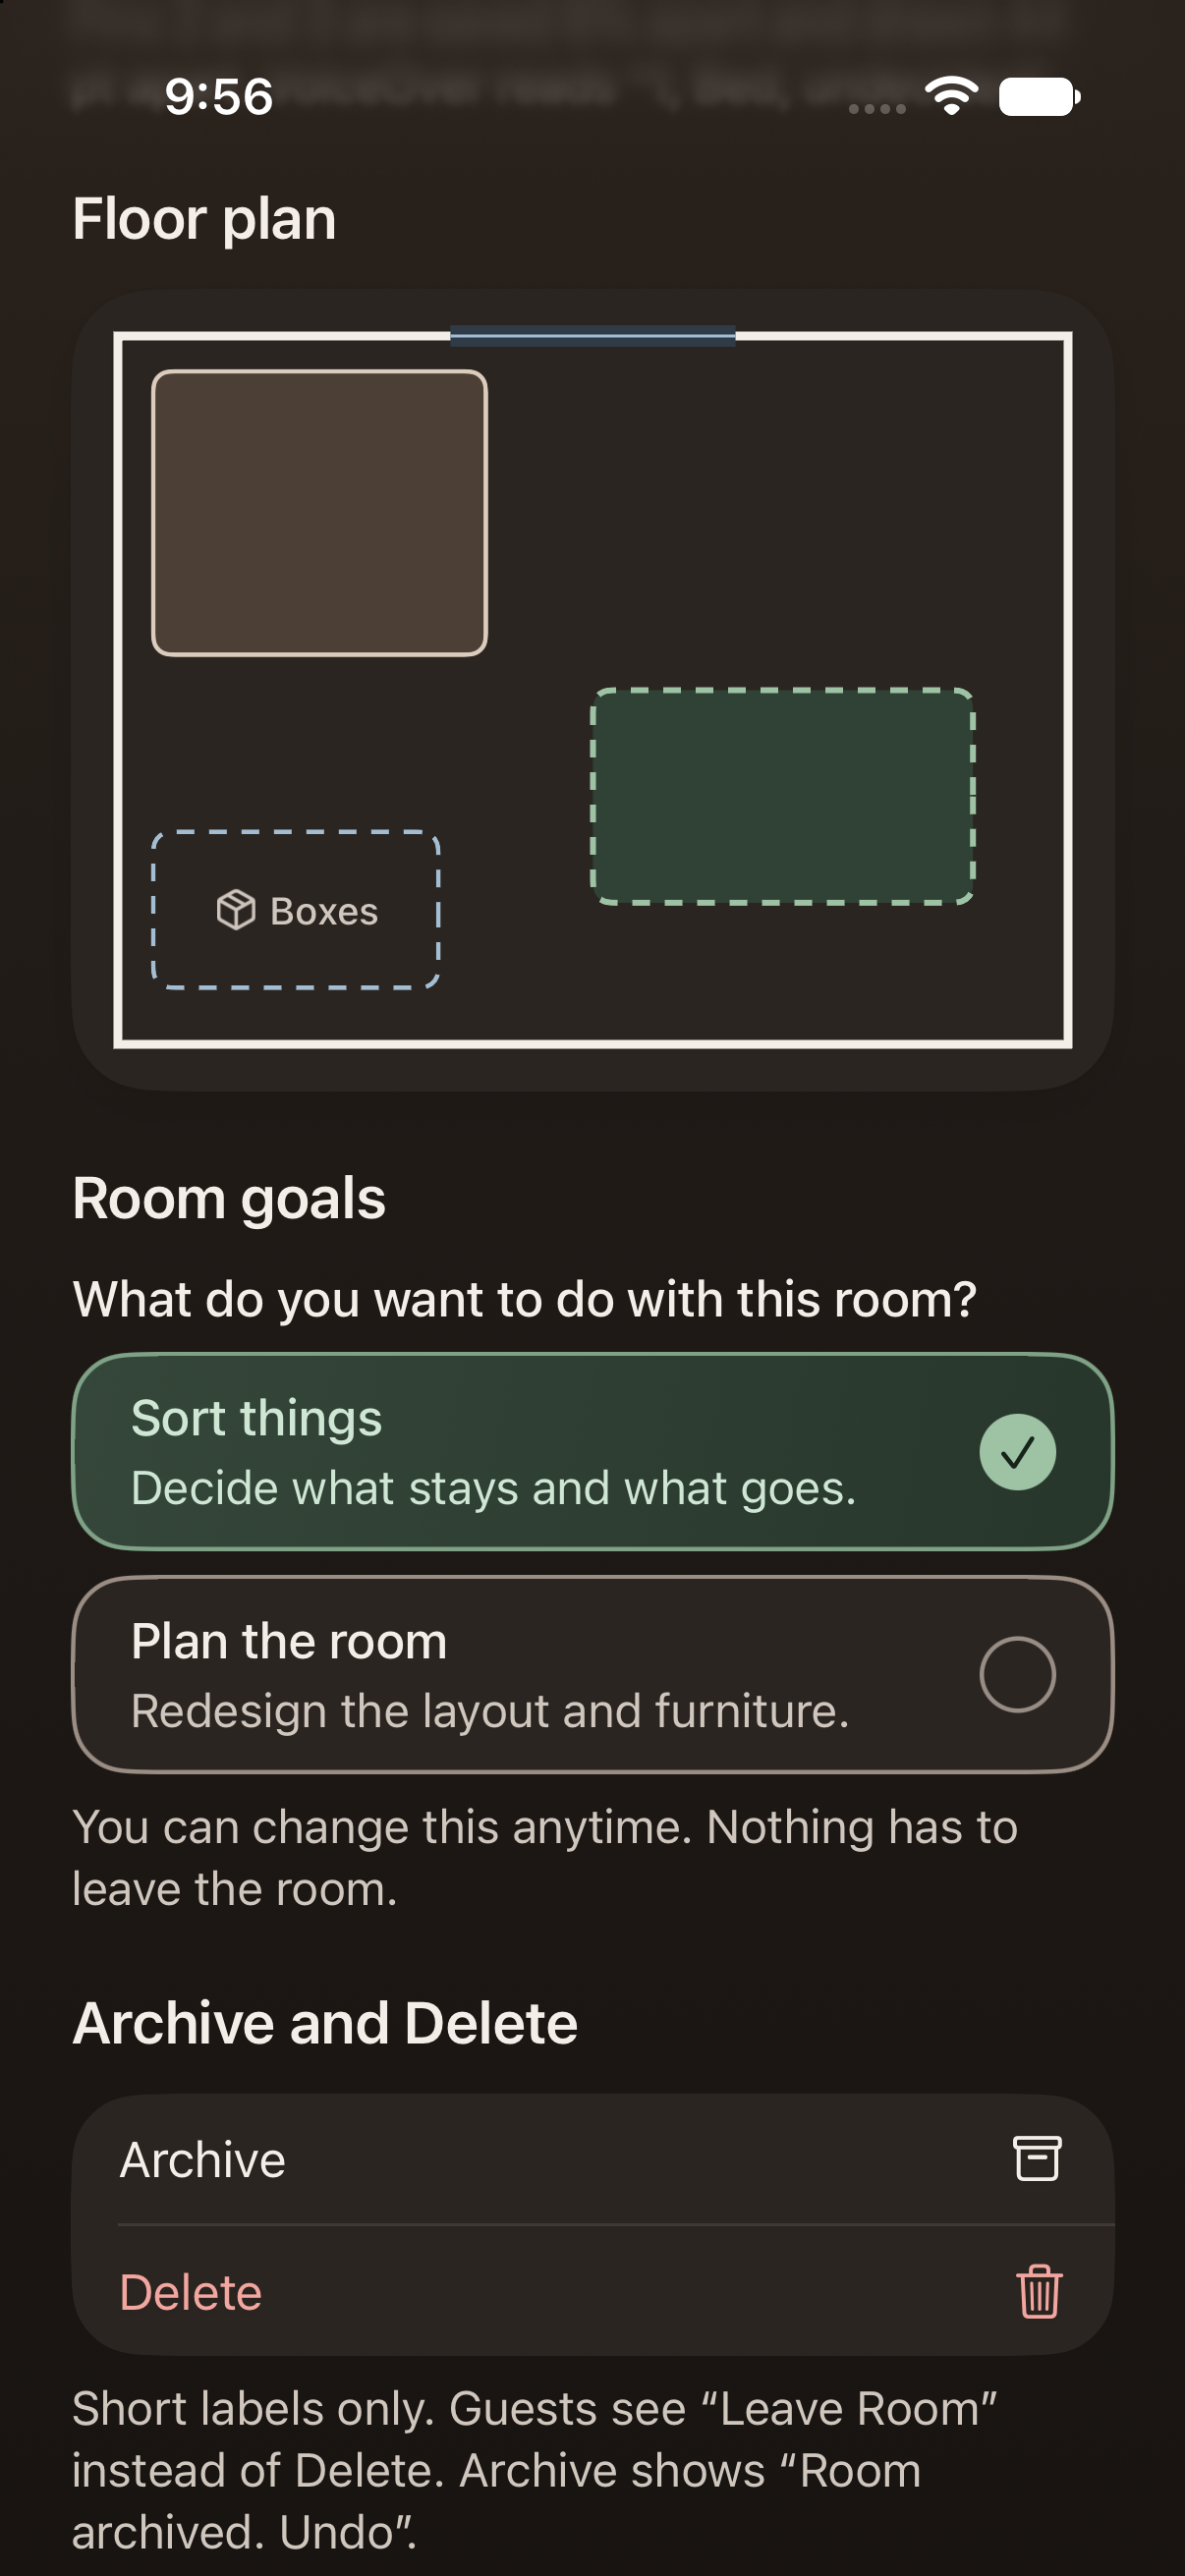 9:56
Floor plan
Boxes
Room goals
What do you want to do with this room?
Sort things
Decide what stays and what goes.
Plan the room
Redesign the layout and furniture.
You can change this anytime. Nothing has to
leave the room.
Archive and Delete
Archive
Delete
Short labels only. Guests see “Leave Room”
instead of Delete. Archive shows “Room
archived. Undo”.